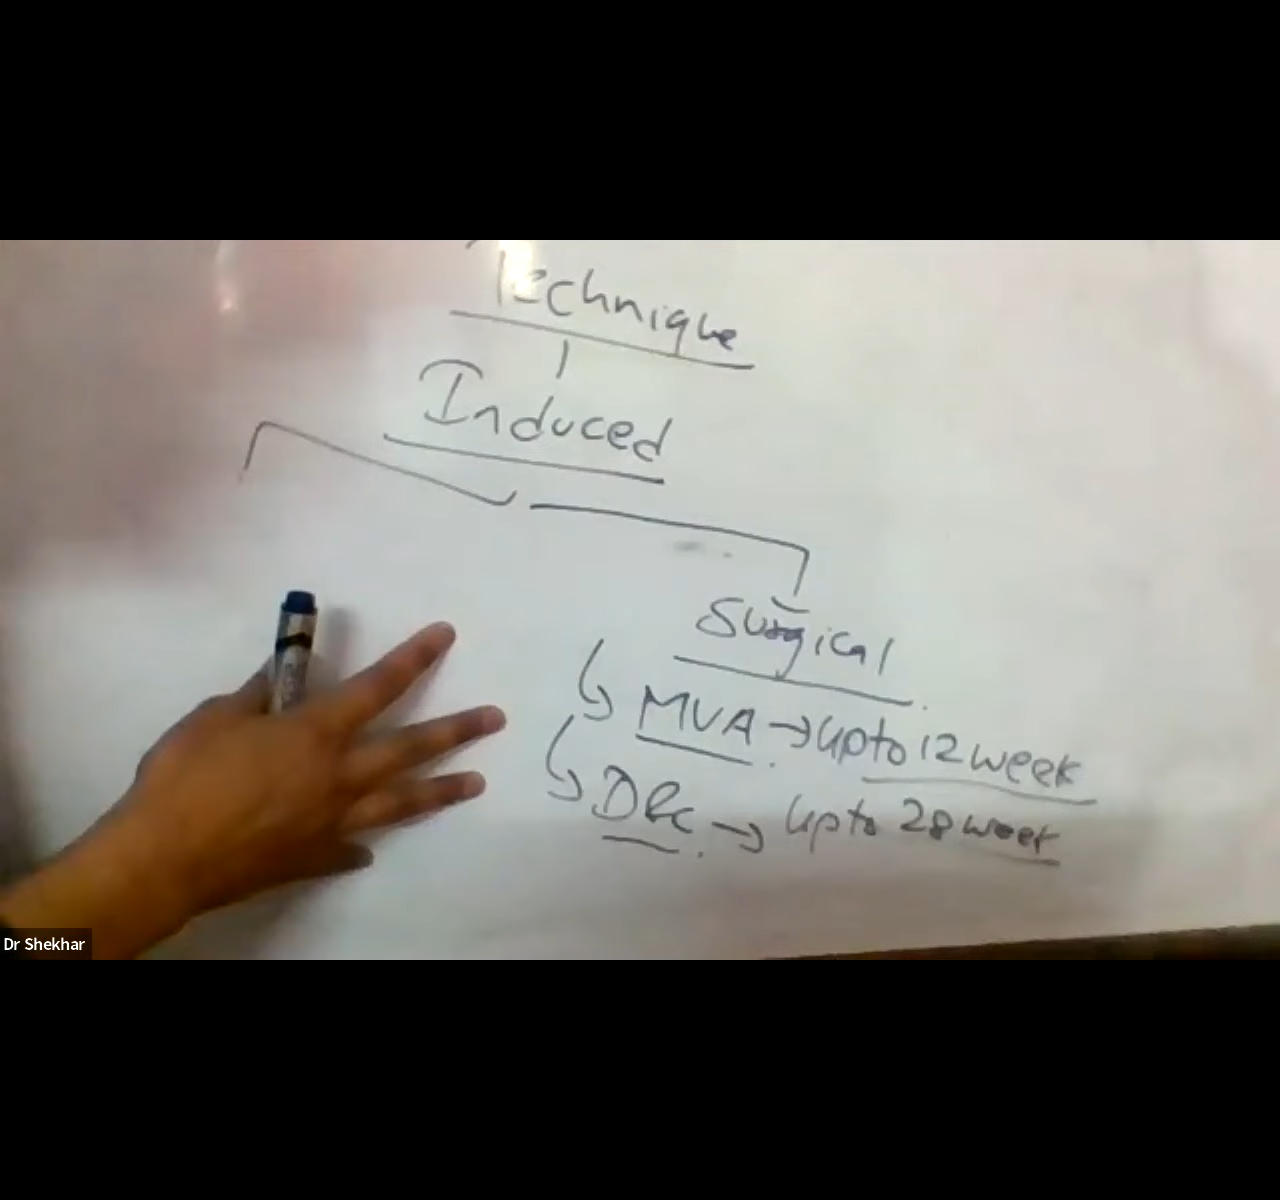 Technique
Induced
Surgical
MVA → upto 12 week
D&C → upto 28 week
Dr Shekhar